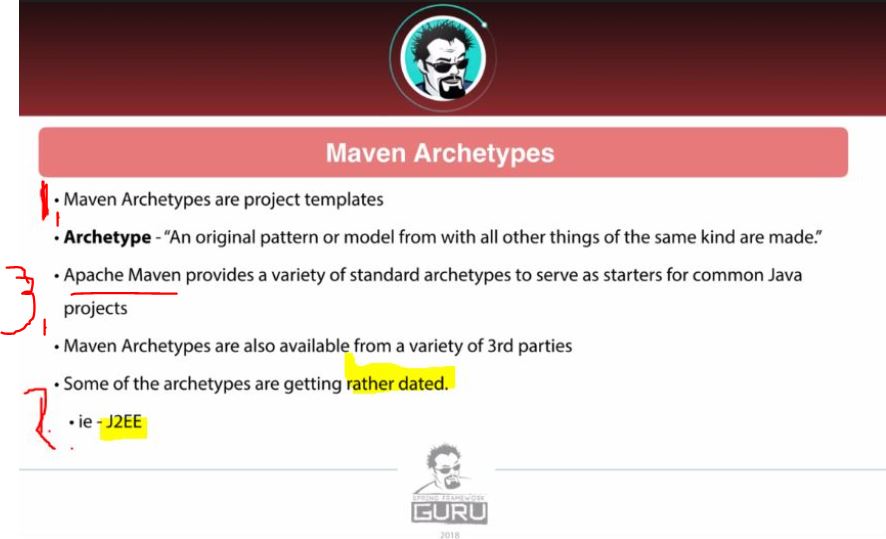 Maven Archetypes
1,
• Maven Archetypes are project templates
• Archetype - “An original pattern or model from with all other things of the same kind are made.”
3,
• Apache Maven provides a variety of standard archetypes to serve as starters for common Java
projects
• Maven Archetypes are also available from a variety of 3rd parties
• Some of the archetypes are getting rather dated.
• ie - J2EE
SPRING FRAMEWORK
GURU
2018